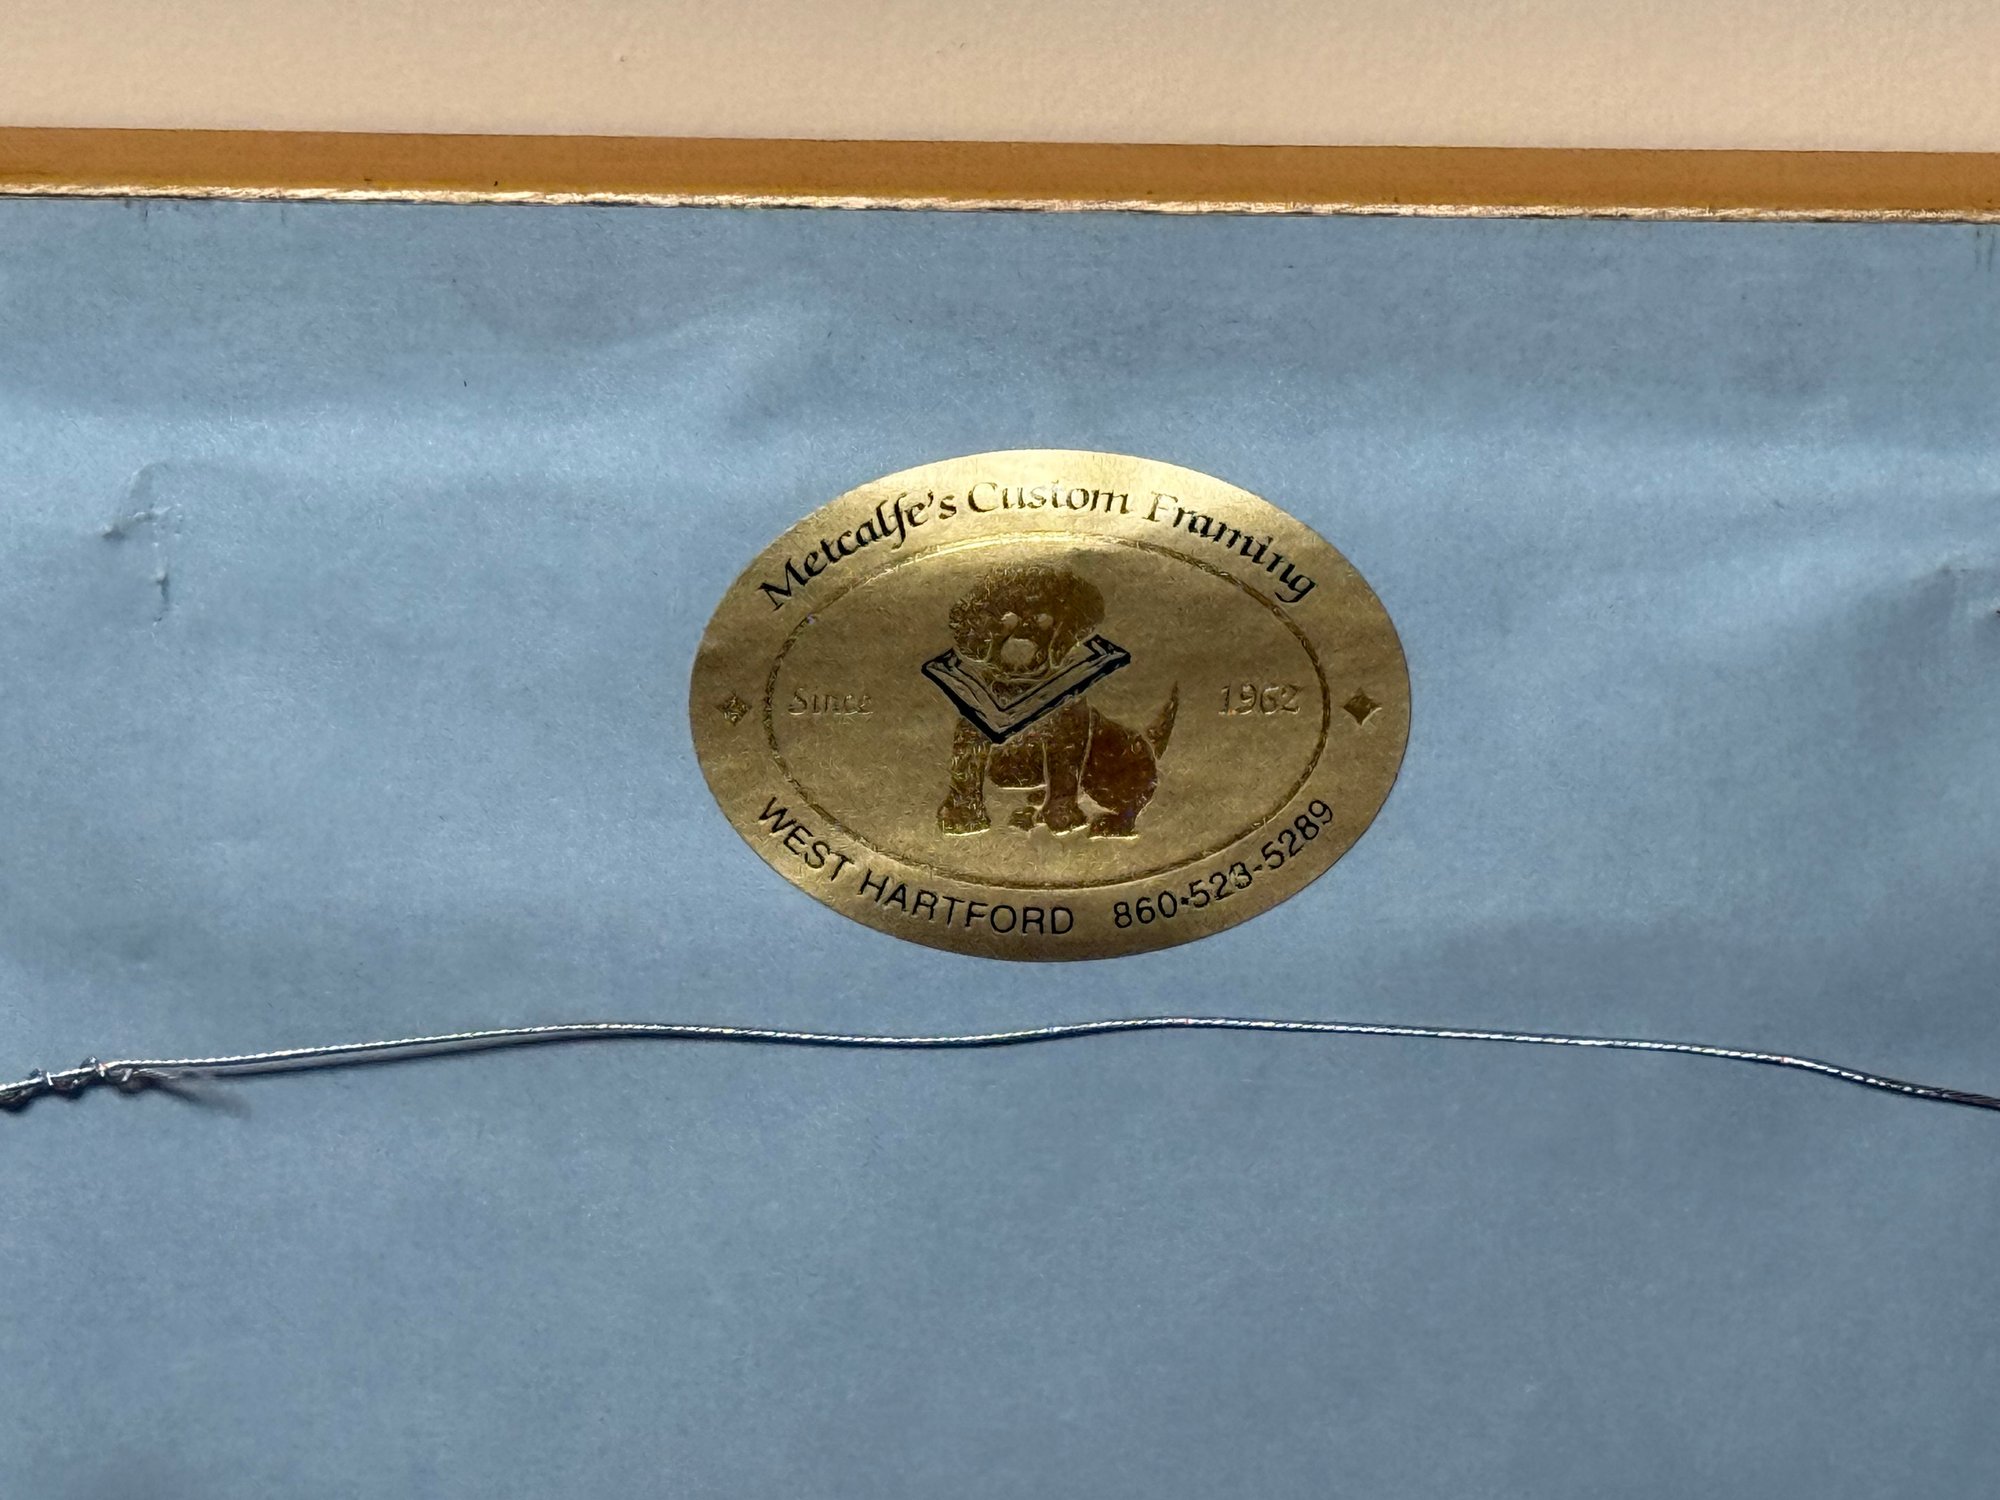 Metcalfe's Custom Framing
Since 1962
WEST HARTFORD 860•523-5289